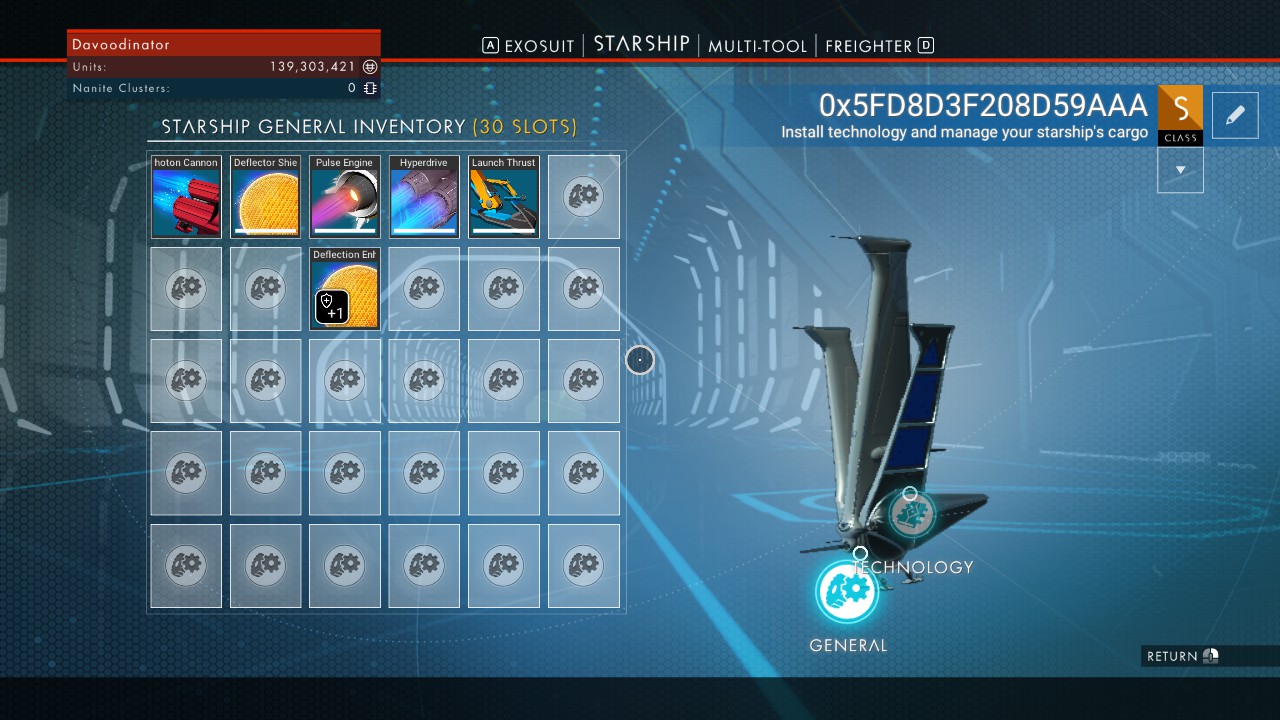 Davoodinator
Units: 139,303,421
Nanite Clusters: 0
A EXOSUIT STARSHIP MULTI-TOOL FREIGHTER D
0x5FD8D3F208D59AAA
Install technology and manage your starship's cargo
S
CLASS
STARSHIP GENERAL INVENTORY (30 SLOTS)
hoton Cannon Deflector Shie Pulse Engine Hyperdrive Launch Thrust
Deflection Enh
+1
TECHNOLOGY
GENERAL
RETURN